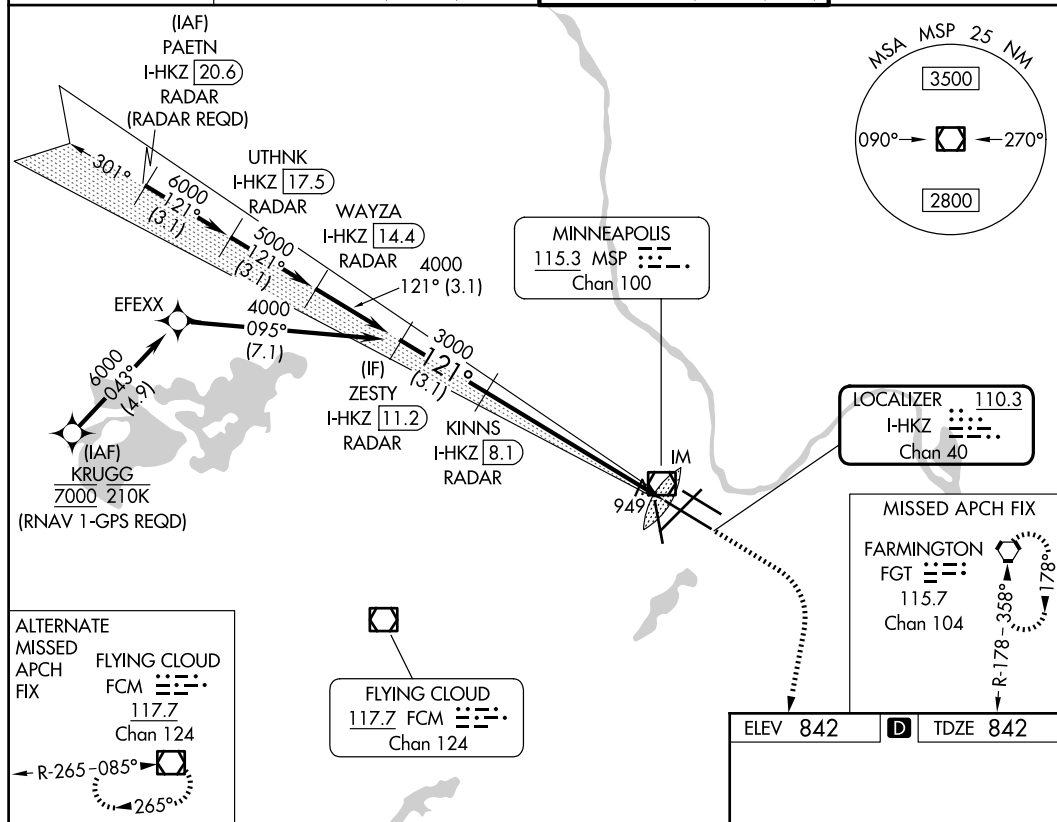 (IAF)
PAETN
I-HKZ 20.6
RADAR
(RADAR REQD)
301°
6000
121°
(3.1)
UTHNK
I-HKZ 17.5
RADAR
5000
121°
(3.1)
WAYZA
I-HKZ 14.4
RADAR
4000
121° (3.1)
EFEXX
4000
095°
(7.1)
6000
043°
(4.9)
(IAF)
KRUGG
7000 210K
(RNAV 1-GPS REQD)
3000
121°
(3.1)
(IF)
ZESTY
I-HKZ 11.2
RADAR
KINNS
I-HKZ 8.1
RADAR
MSA MSP 25 NM
3500
090°
270°
2800
MINNEAPOLIS
115.3 MSP
Chan 100
IM
949
LOCALIZER 110.3
I-HKZ
Chan 40
MISSED APCH FIX
FARMINGTON
FGT
115.7
Chan 104
178°
R-178-358°
ALTERNATE
MISSED
APCH
FIX
FLYING CLOUD
FCM
117.7
Chan 124
R-265-085°
265°
FLYING CLOUD
117.7 FCM
Chan 124
ELEV 842 D TDZE 842